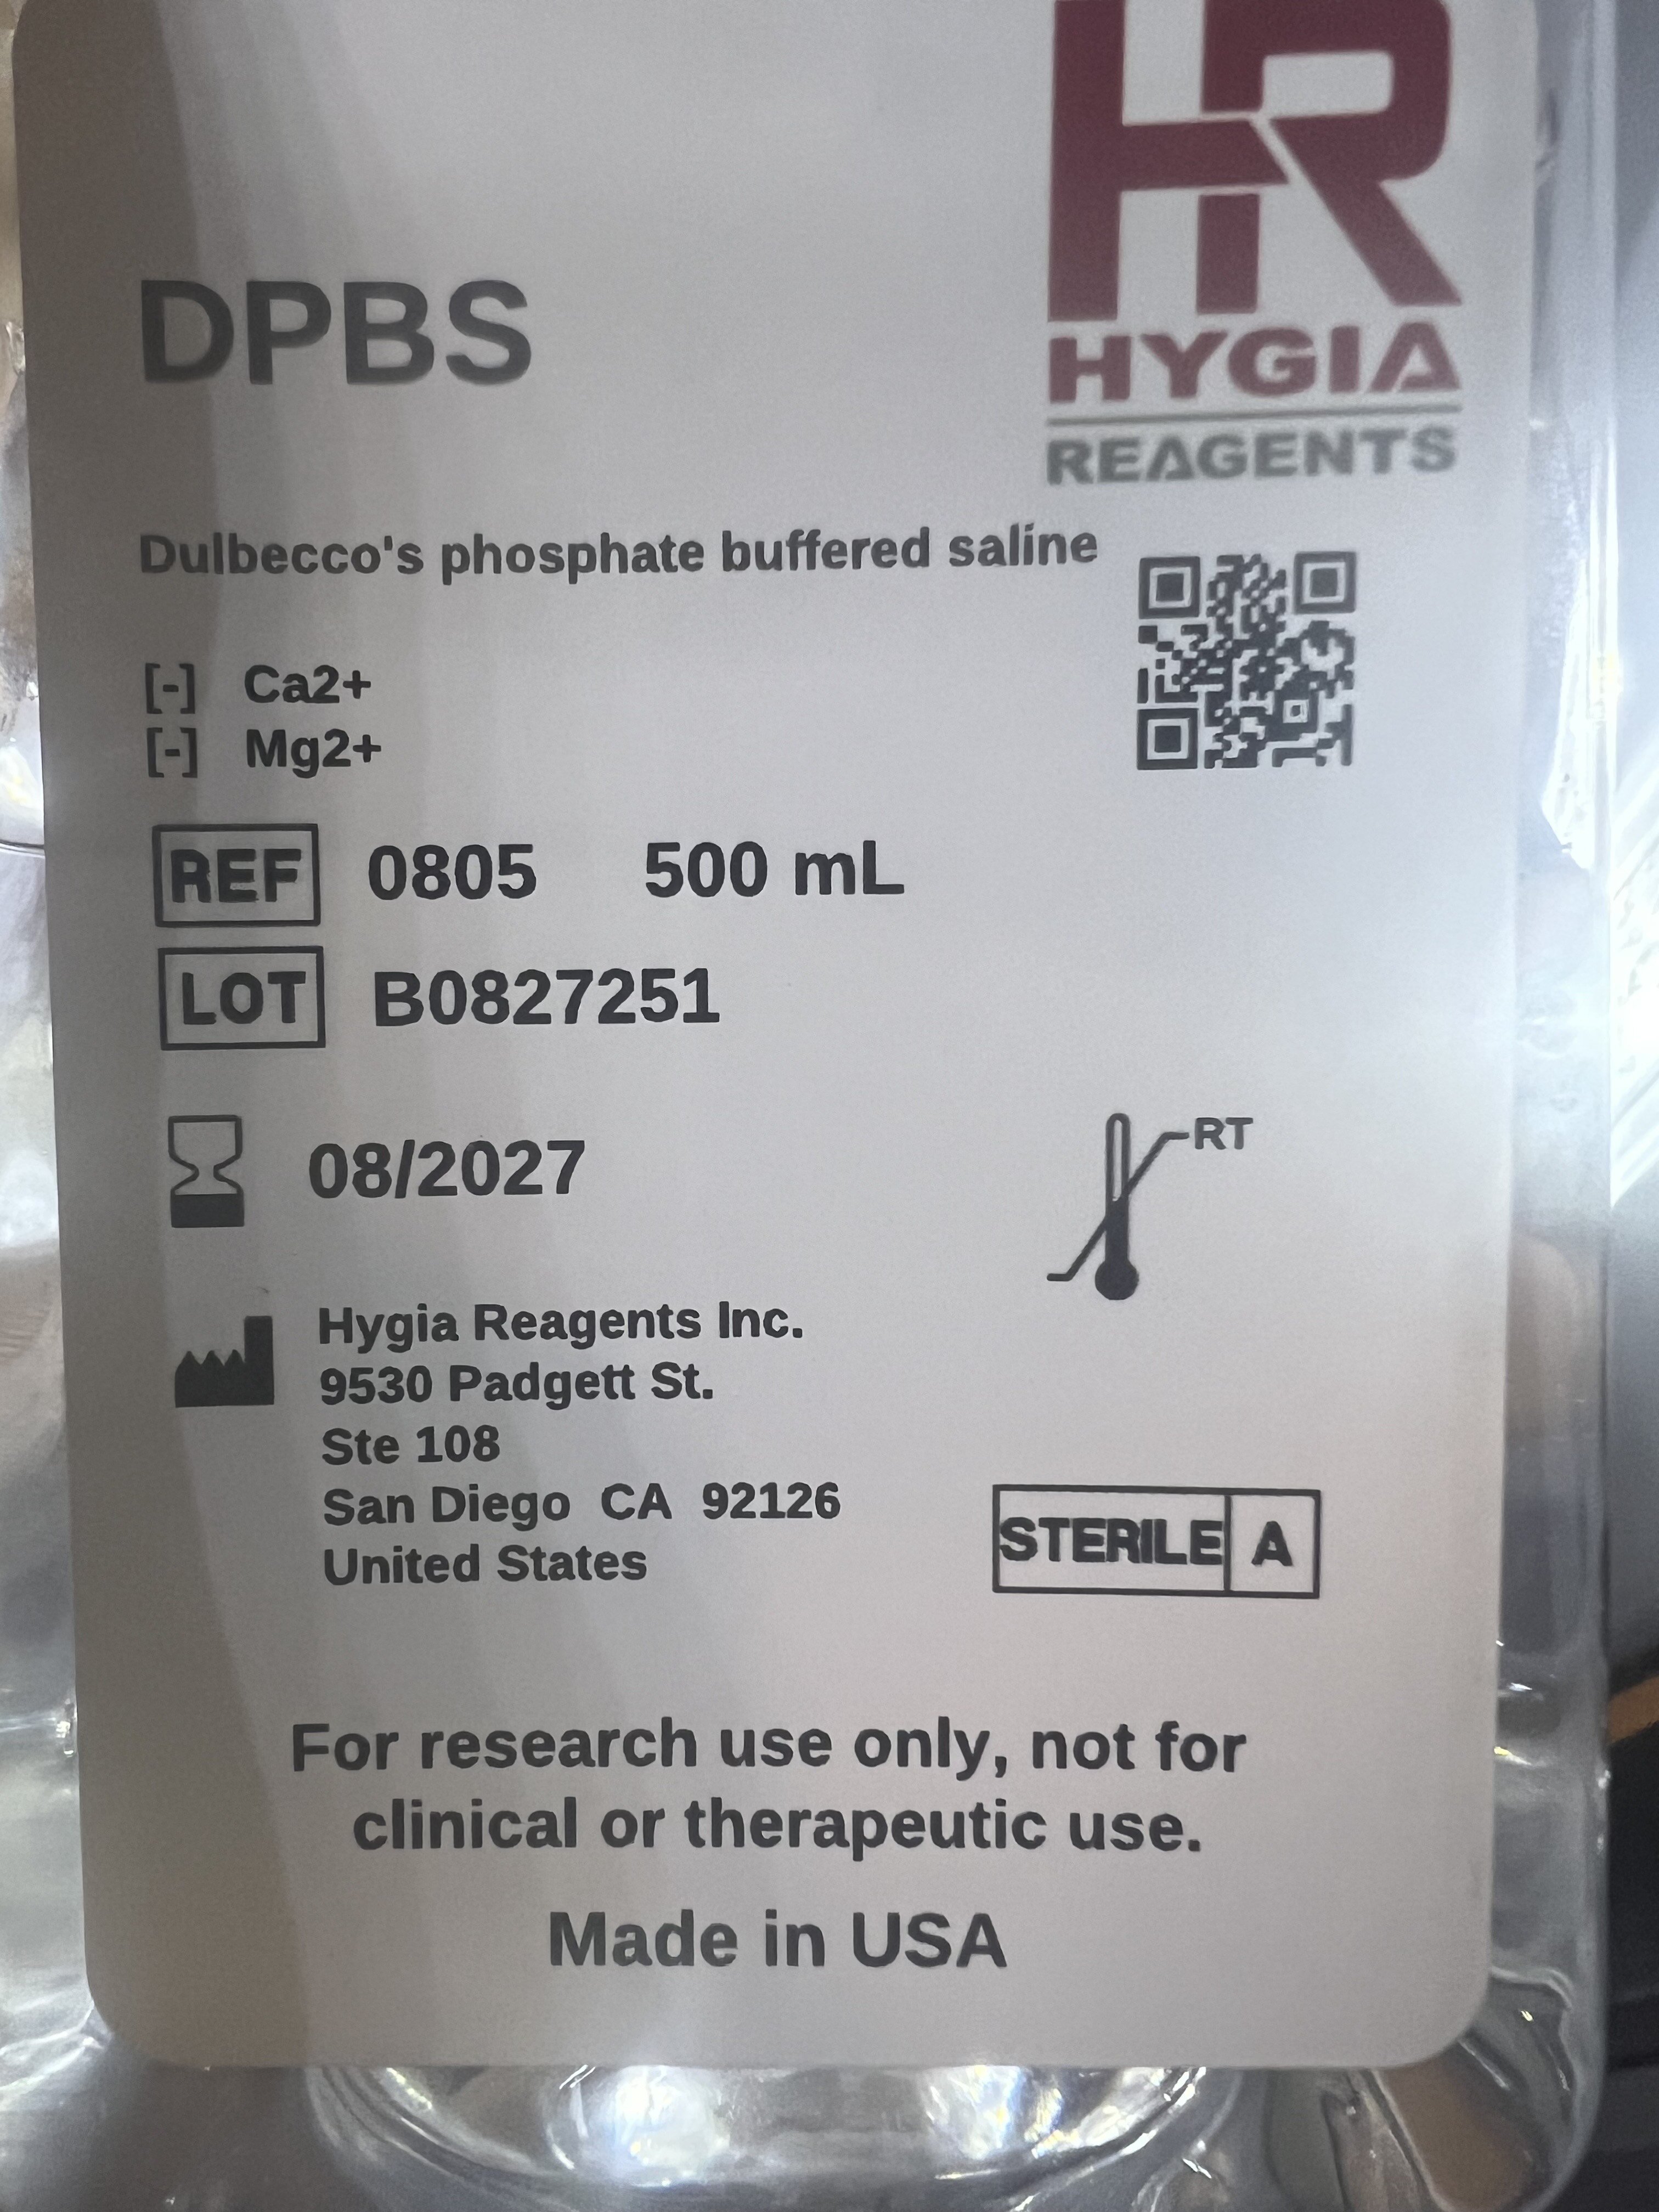 HR
HYGIA
REAGENTS
DPBS
Dulbecco's phosphate buffered saline
[-] Ca2+
[-] Mg2+
REF 0805 500 mL
LOT B0827251
08/2027
RT
Hygia Reagents Inc.
9530 Padgett St.
Ste 108
San Diego CA 92126
United States
STERILE A
For research use only, not for
clinical or therapeutic use.
Made in USA